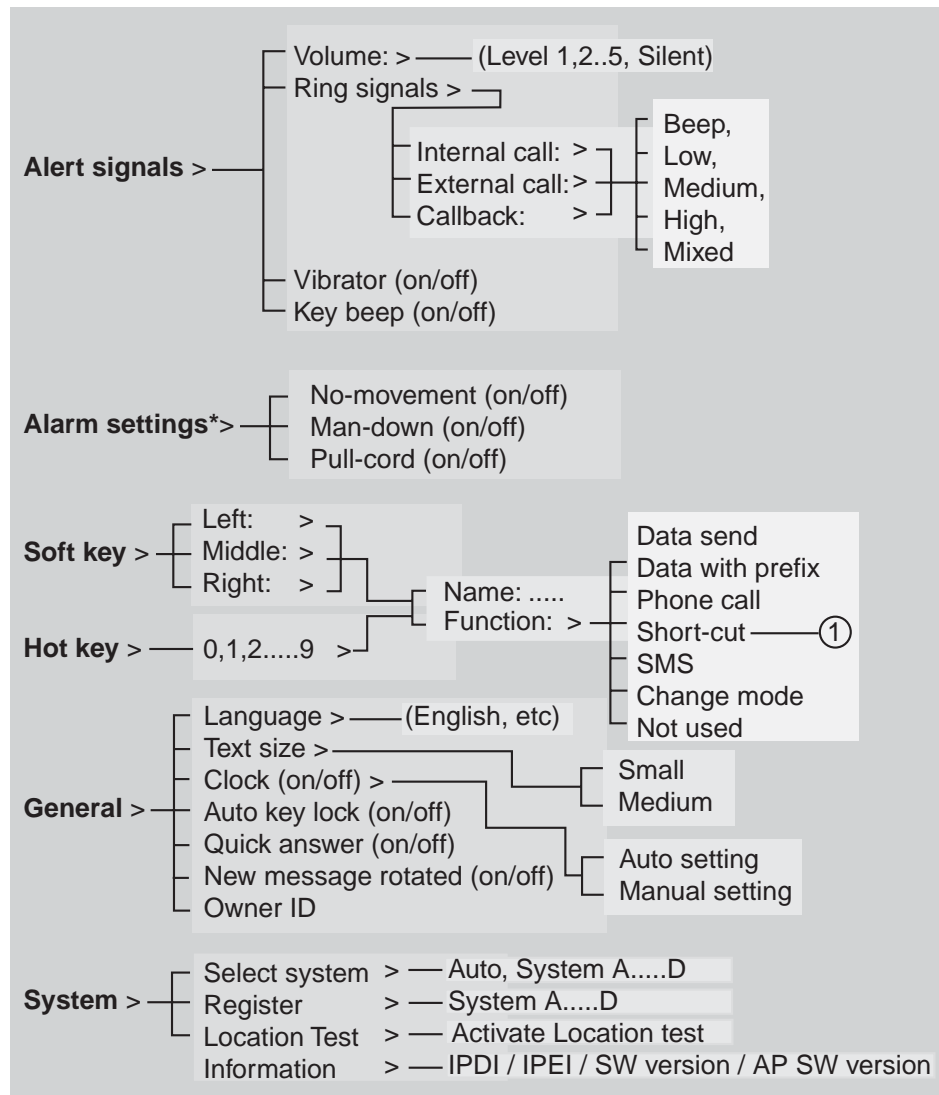 Volume: > (Level 1,2..5, Silent)
Ring signals >
Alert signals >
Internal call: >
External call: >
Callback: >
Beep,
Low,
Medium,
High,
Mixed
Vibrator (on/off)
Key beep (on/off)
Alarm settings*>
No-movement (on/off)
Man-down (on/off)
Pull-cord (on/off)
Soft key >
Left: >
Middle: >
Right: >
Hot key >
0,1,2.....9 >
Name: .....
Function: >
Data send
Data with prefix
Phone call
Short-cut 1
SMS
Change mode
Not used
General >
Language > (English, etc)
Text size >
Clock (on/off) >
Auto key lock (on/off)
Quick answer (on/off)
New message rotated (on/off)
Owner ID
Small
Medium
Auto setting
Manual setting
System >
Select system > Auto, System A.....D
Register > System A.....D
Location Test > Activate Location test
Information > IPDI / IPEI / SW version / AP SW version